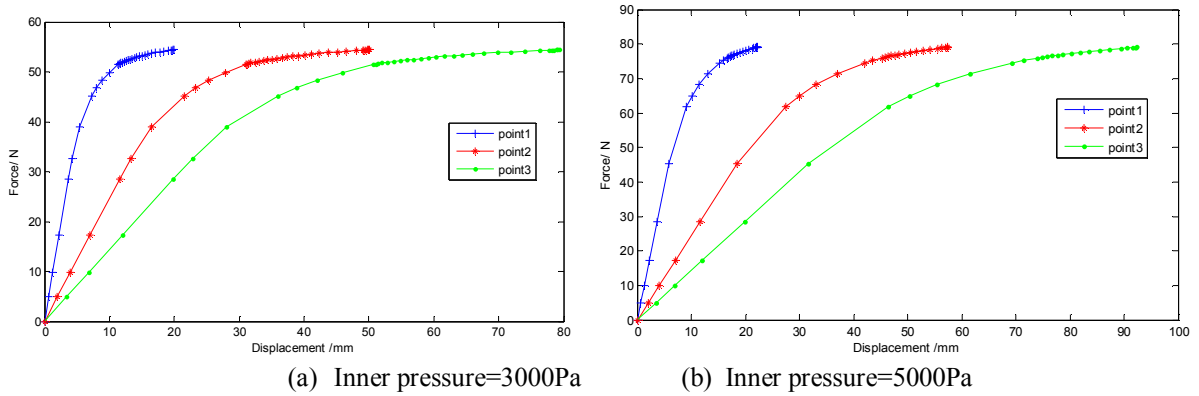 60
50
40
30
20
10
0
Force/ N
0 10 20 30 40 50 60 70 80
Displacement /mm
point1
point2
point3
90
80
70
60
50
40
30
20
10
0
Force/ N
0 10 20 30 40 50 60 70 80 90 100
Displacement /mm
point1
point2
point3
(a) Inner pressure=3000Pa
(b) Inner pressure=5000Pa